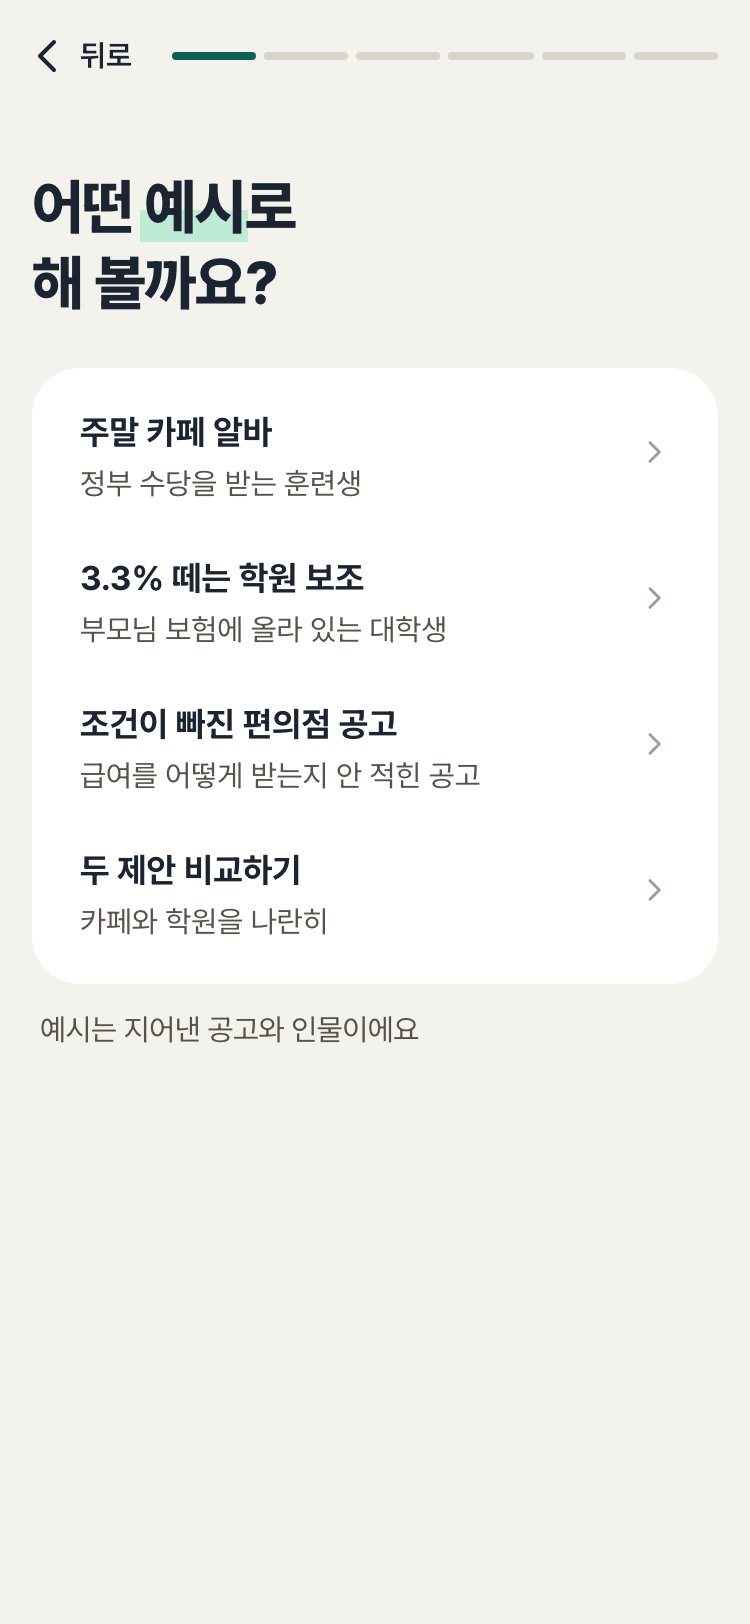 뒤로
어떤 예시로
해 볼까요?
주말 카페 알바
정부 수당을 받는 훈련생
3.3% 떼는 학원 보조
부모님 보험에 올라 있는 대학생
조건이 빠진 편의점 공고
급여를 어떻게 받는지 안 적힌 공고
두 제안 비교하기
카페와 학원을 나란히
예시는 지어낸 공고와 인물이에요